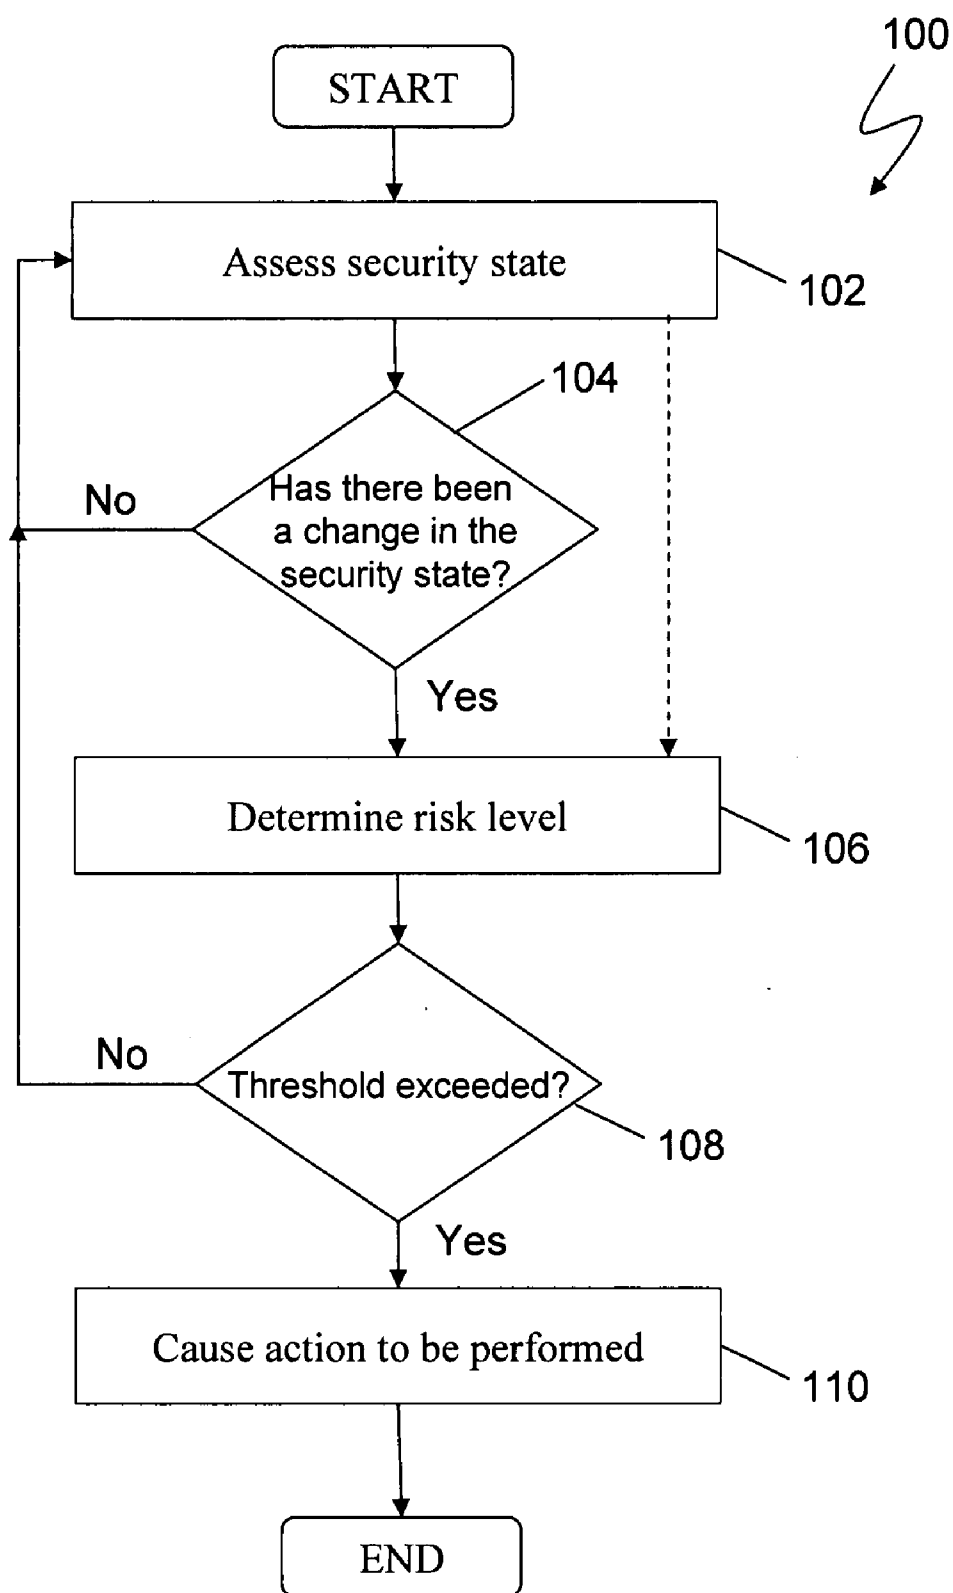 100
START
Assess security state
102
104
Has there been
a change in the
security state?
No
Yes
Determine risk level
106
No
Threshold exceeded?
108
Yes
Cause action to be performed
110
END